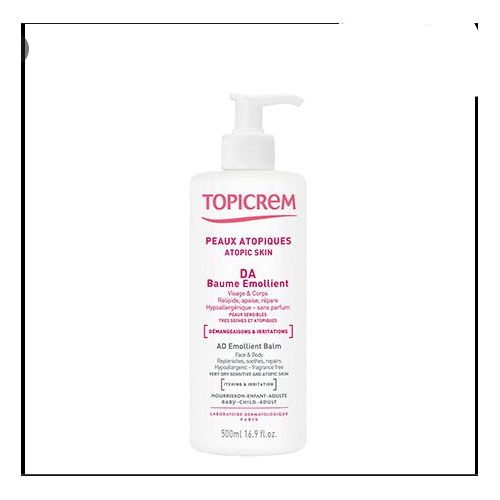 TOPICREM
PEAUX ATOPIQUES
ATOPIC SKIN
DA
Baume Emollient
Visage & Corps
Relipide, apaise, répare
Hypoallergénique - sans parfum
PEAUX SENSIBLES
TRES SECHES ET ATOPIQUES
[DÉMANGEAISONS & IRRITATIONS]
AD Emollient Balm
Face & Body
Replenishes, soothes, repairs
Hypoallergenic - fragrance free
VERY DRY SENSITIVE AND ATOPIC SKIN
[ITCHING & IRRITATION]
NOURRISSON-ENFANT-ADULTE
BABY-CHILD-ADULT
LABORATOIRE DERMATOLOGIQUE
PARIS
500ml 16.9 fl.oz.